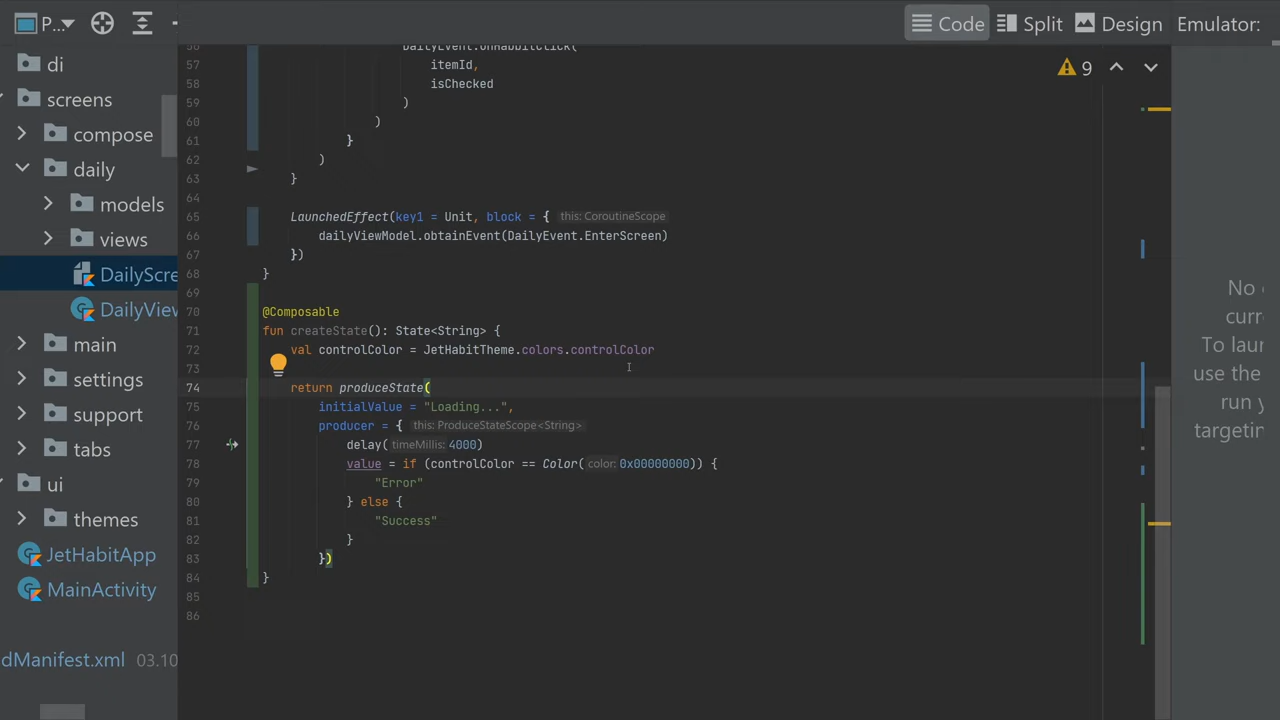 P...
Code
Split
Design
Emulator:
di
screens
compose
daily
models
views
DailyScre
DailyView
main
settings
support
tabs
ui
themes
JetHabitApp
MainActivity
dManifest.xml 03.10
9
56 DailyEvent.OnHabbitClick(
57 itemId,
58 isChecked
59 )
60 )
61 }
62 )
63 }
64
65 LaunchedEffect(key1 = Unit, block = { this: CoroutineScope
66 dailyViewModel.obtainEvent(DailyEvent.EnterScreen)
67 })
68 }
69
70 @Composable
71 fun createState(): State<String> {
72 val controlColor = JetHabitTheme.colors.controlColor
73
74 return produceState(
75 initialValue = "Loading...",
76 producer = { this: ProduceStateScope<String>
77 delay( timeMillis: 4000)
78 value = if (controlColor == Color( color: 0x00000000)) {
79 "Error"
80 } else {
81 "Success"
82 }
83 })
84 }
85
86
No
curre
To lau
use the
run y
targetin